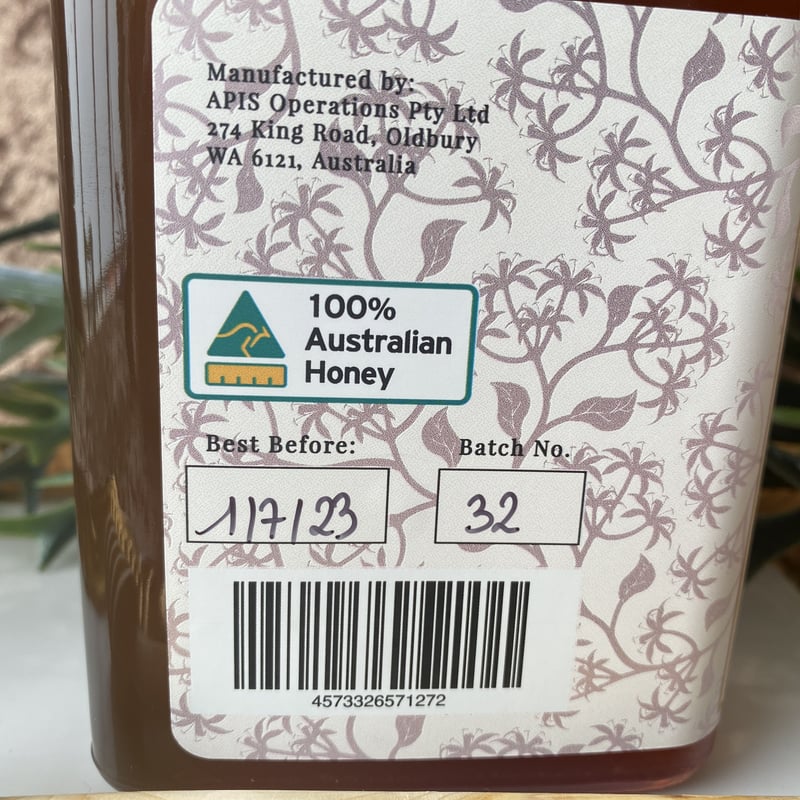 Manufactured by:
APIS Operations Pty Ltd
274 King Road, Oldbury
WA 6121, Australia
100%
Australian
Honey
Best Before:
Batch No.
1/7/23
32
4573326571272